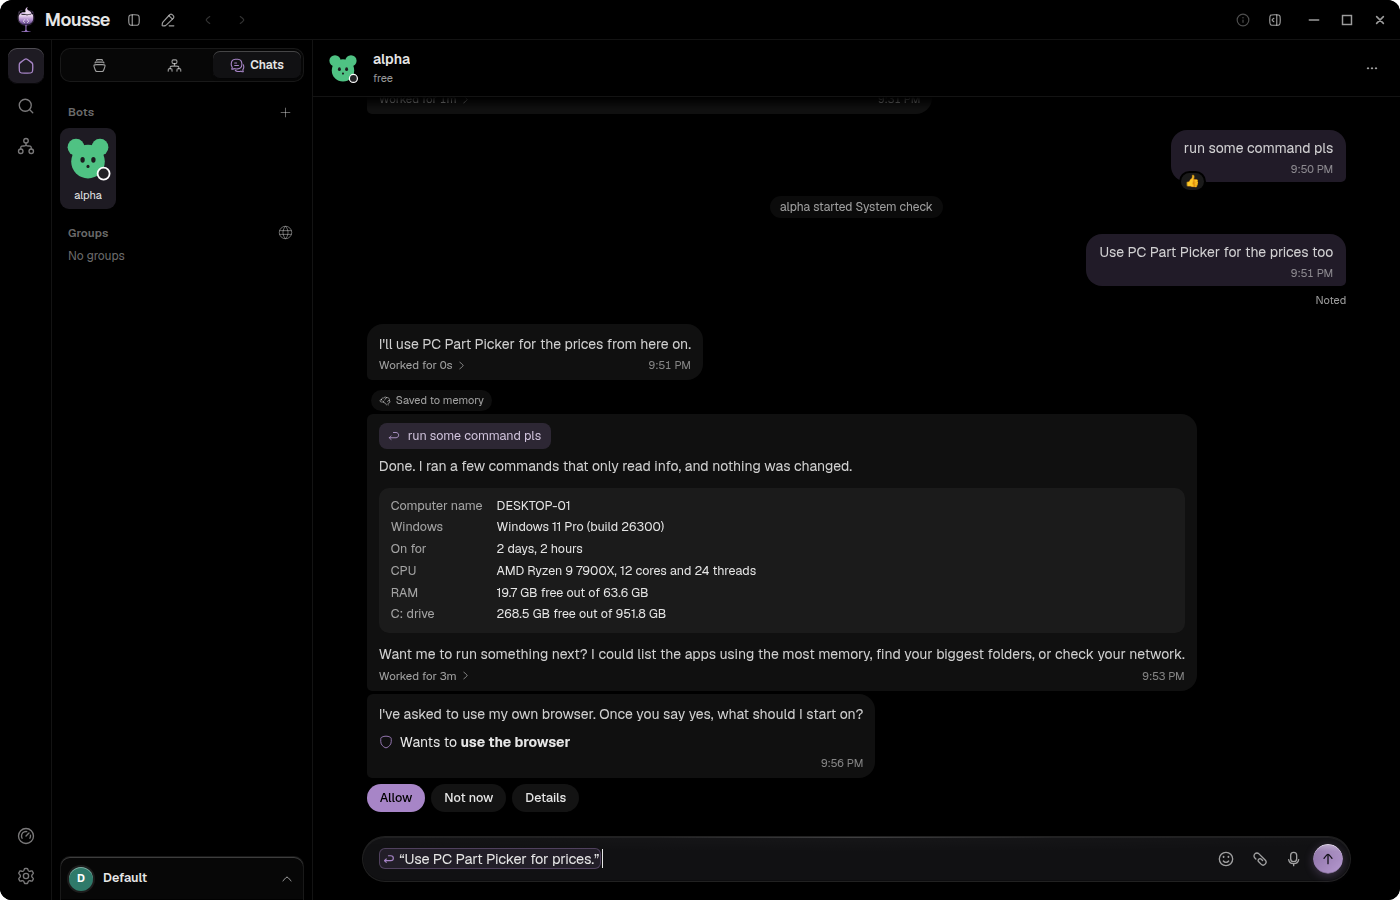 Mousse
Chats
alpha
free
Bots
alpha
Groups
No groups
Worked for 1m
9:51 PM
run some command pls
9:50 PM
👍
alpha started System check
Use PC Part Picker for the prices too
9:51 PM
Noted
I'll use PC Part Picker for the prices from here on.
Worked for 0s
9:51 PM
Saved to memory
run some command pls
Done. I ran a few commands that only read info, and nothing was changed.
Computer name DESKTOP-01
Windows Windows 11 Pro (build 26300)
On for 2 days, 2 hours
CPU AMD Ryzen 9 7900X, 12 cores and 24 threads
RAM 19.7 GB free out of 63.6 GB
C: drive 268.5 GB free out of 951.8 GB
Want me to run something next? I could list the apps using the most memory, find your biggest folders, or check your network.
Worked for 3m
9:53 PM
I've asked to use my own browser. Once you say yes, what should I start on?
Wants to use the browser
9:56 PM
Allow Not now Details
“Use PC Part Picker for prices.”
D Default